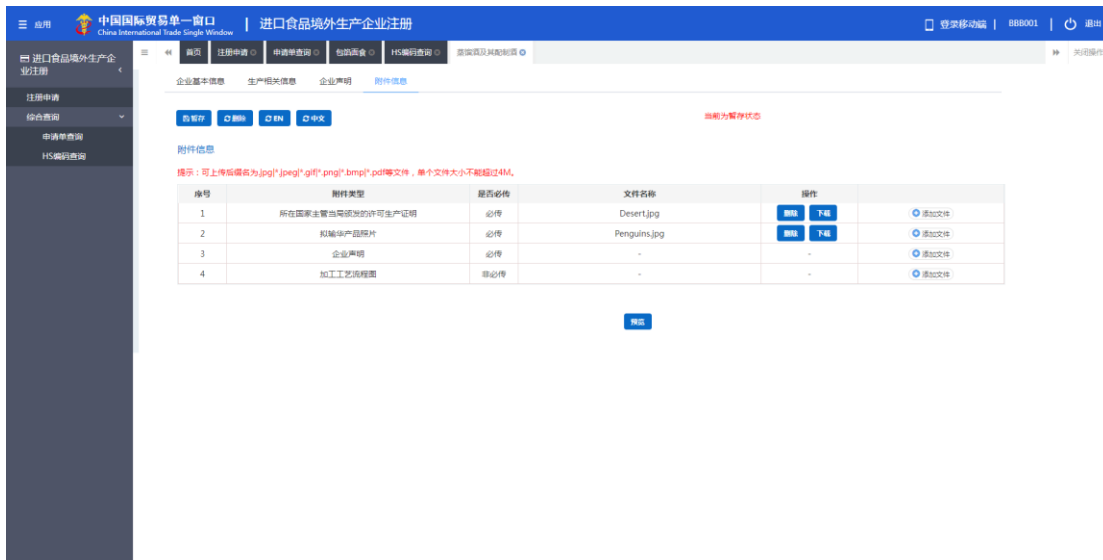 应用
中国国际贸易单一窗口 | 进口食品境外生产企业注册
China International Trade Single Window
登录移动端 | BBB001 | 退出
进口食品境外生产企业注册
注册申请
综合查询
申请单查询
HS编码查询
首页 注册申请 申请单查询 包馅面食 HS编码查询 蒸馏酒及其配制酒
关闭操作
企业基本信息 生产相关信息 企业声明 附件信息
暂存 删除 EN 中文
当前为暂存状态
附件信息
提示:可上传后缀名为.jpg|*.jpeg|*.gif|*.png|*.bmp|*.pdf等文件,单个文件大小不能超过4M。
序号 附件类型 是否必传 文件名称 操作
1 所在国家主管当局颁发的许可生产证明 必传 Desert.jpg 删除 下载 添加文件
2 拟输华产品照片 必传 Penguins.jpg 删除 下载 添加文件
3 企业声明 必传 - - 添加文件
4 加工工艺流程图 非必传 - - 添加文件
预览